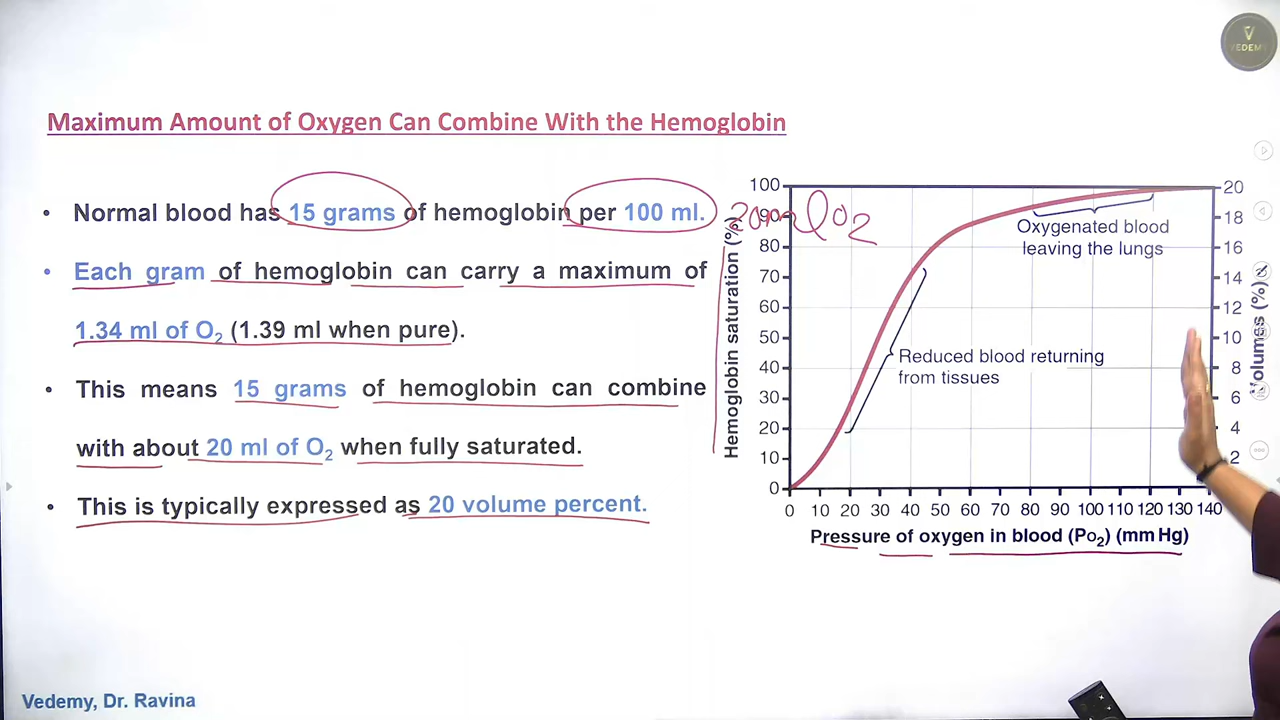 VEDEMY
Maximum Amount of Oxygen Can Combine With the Hemoglobin
• Normal blood has 15 grams of hemoglobin per 100 ml.
• Each gram of hemoglobin can carry a maximum of
1.34 ml of O₂ (1.39 ml when pure).
• This means 15 grams of hemoglobin can combine
with about 20 ml of O₂ when fully saturated.
• This is typically expressed as 20 volume percent.
20ml O2
Hemoglobin saturation (%)
100
90
80
70
60
50
40
30
20
10
0
Oxygenated blood
leaving the lungs
Reduced blood returning
from tissues
20
18
16
14
12
10
8
6
4
2
Volumes (%)
0 10 20 30 40 50 60 70 80 90 100 110 120 130 140
Pressure of oxygen in blood (Po₂) (mm Hg)
Vedemy, Dr. Ravina